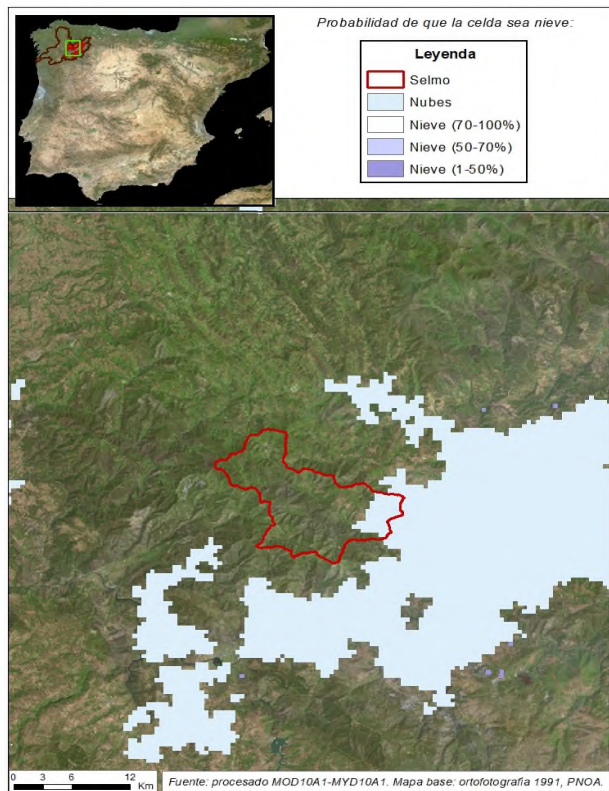 Probabilidad de que la celda sea nieve:
Leyenda
Selmo
Nubes
Nieve (70-100%)
Nieve (50-70%)
Nieve (1-50%)
0 3 6 12
Km
Fuente: procesado MOD10A1-MYD10A1. Mapa base: ortofotografía 1991, PNOA.